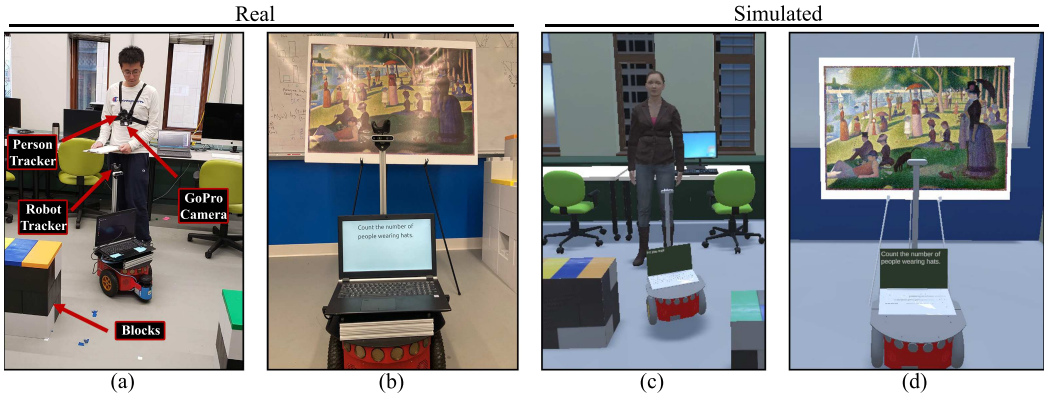 Real
Simulated
Person
Tracker
Robot
Tracker
GoPro
Camera
Blocks
Count the number of
people wearing hats.
Count the number of
people wearing hats.
(a)
(b)
(c)
(d)